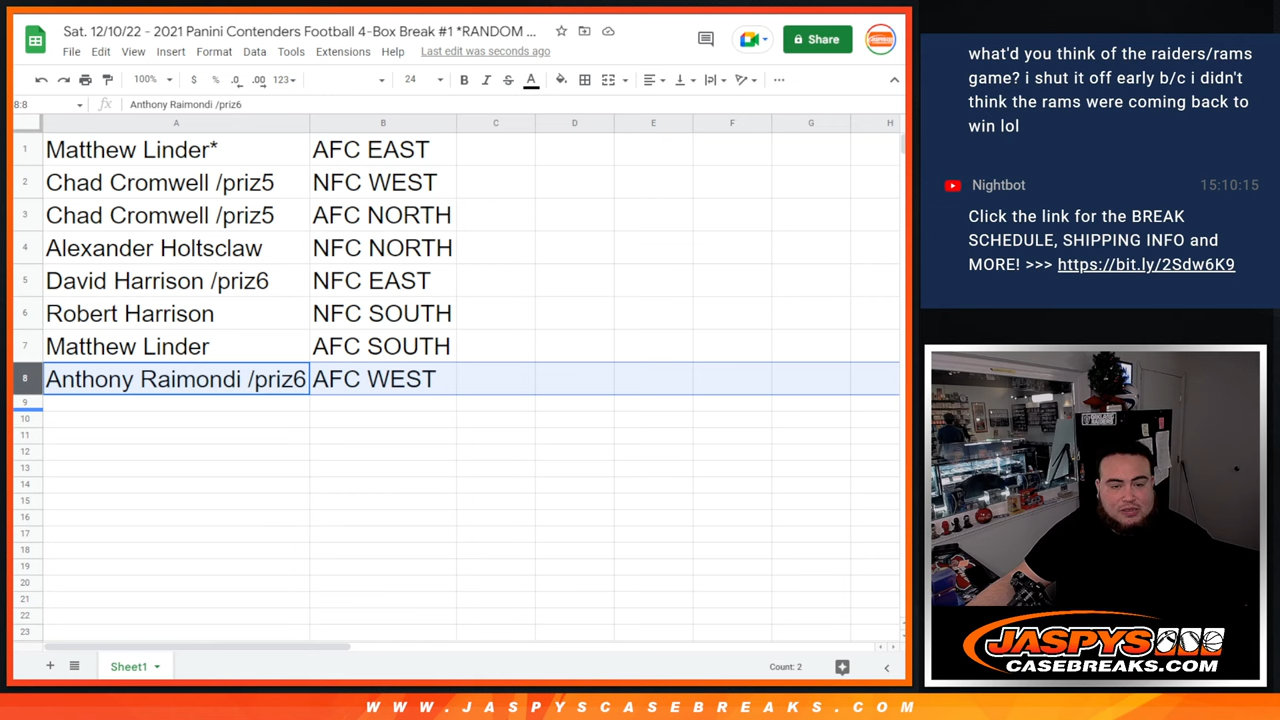 Sat. 12/10/22 - 2021 Panini Contenders Football 4-Box Break #1 *RANDOM ...
File Edit View Insert Format Data Tools Extensions Help Last edit was seconds ago
Share
100% $ % .0 .00 123 24 B I S A
8:8 fx Anthony Raimondi /priz6
A B C D E F G H
1 Matthew Linder* AFC EAST
2 Chad Cromwell /priz5 NFC WEST
3 Chad Cromwell /priz5 AFC NORTH
4 Alexander Holtsclaw NFC NORTH
5 David Harrison /priz6 NFC EAST
6 Robert Harrison NFC SOUTH
7 Matthew Linder AFC SOUTH
8 Anthony Raimondi /priz6 AFC WEST
9
10
11
12
13
14
15
16
17
18
19
20
21
22
23
Sheet1 Count: 2
what'd you think of the raiders/rams
game? i shut it off early b/c i didn't
think the rams were coming back to
win lol
Nightbot 15:10:15
Click the link for the BREAK
SCHEDULE, SHIPPING INFO and
MORE! >>> https://bit.ly/2Sdw6K9
JASPYS
CASEBREAKS.COM
WWW.JASPYSCASEBREAKS.COM